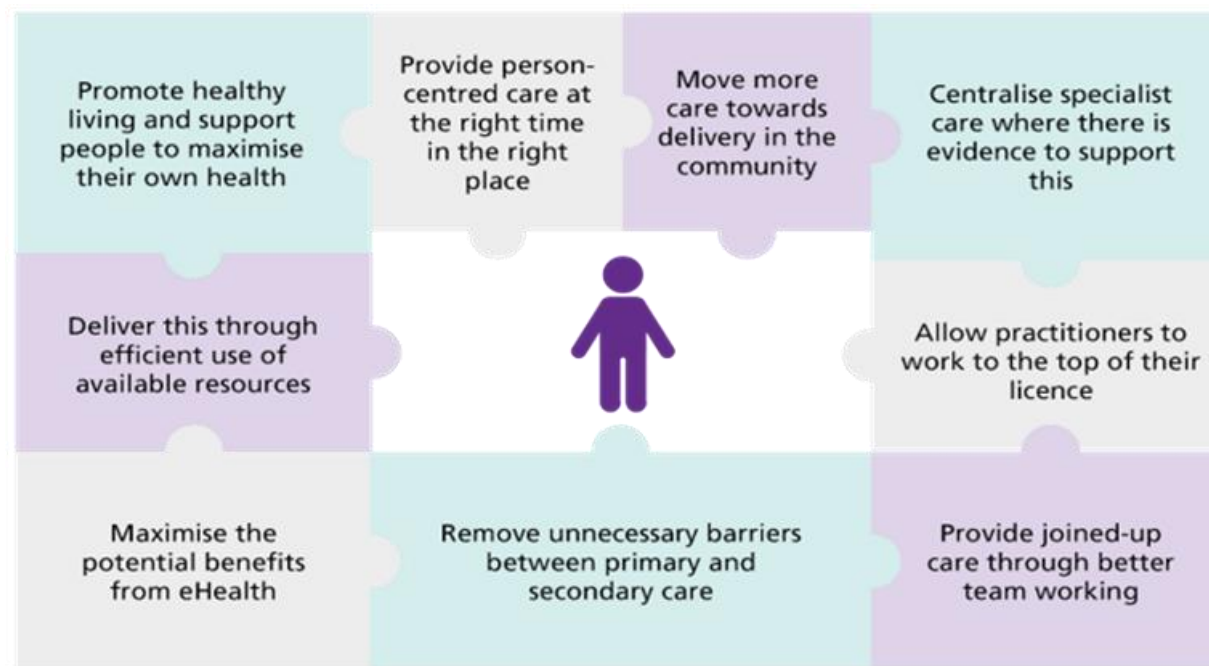 Promote healthy
living and support
people to maximise
their own health
Provide person-
centred care at
the right time
in the right
place
Move more
care towards
delivery in the
community
Centralise specialist
care where there is
evidence to support
this
Deliver this through
efficient use of
available resources
Allow practitioners to
work to the top of their
licence
Maximise the
potential benefits
from eHealth
Remove unnecessary barriers
between primary and
secondary care
Provide joined-up
care through better
team working